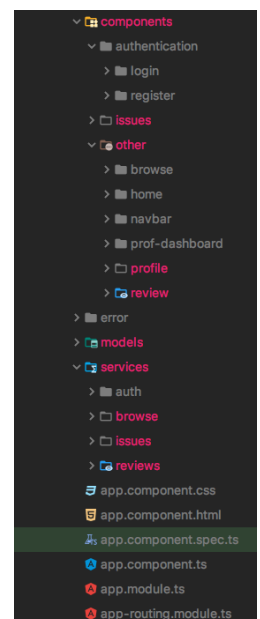 components
authentication
login
register
issues
other
browse
home
navbar
prof-dashboard
profile
review
error
models
services
auth
browse
issues
reviews
app.component.css
app.component.html
app.component.spec.ts
app.component.ts
app.module.ts
app-routing.module.ts